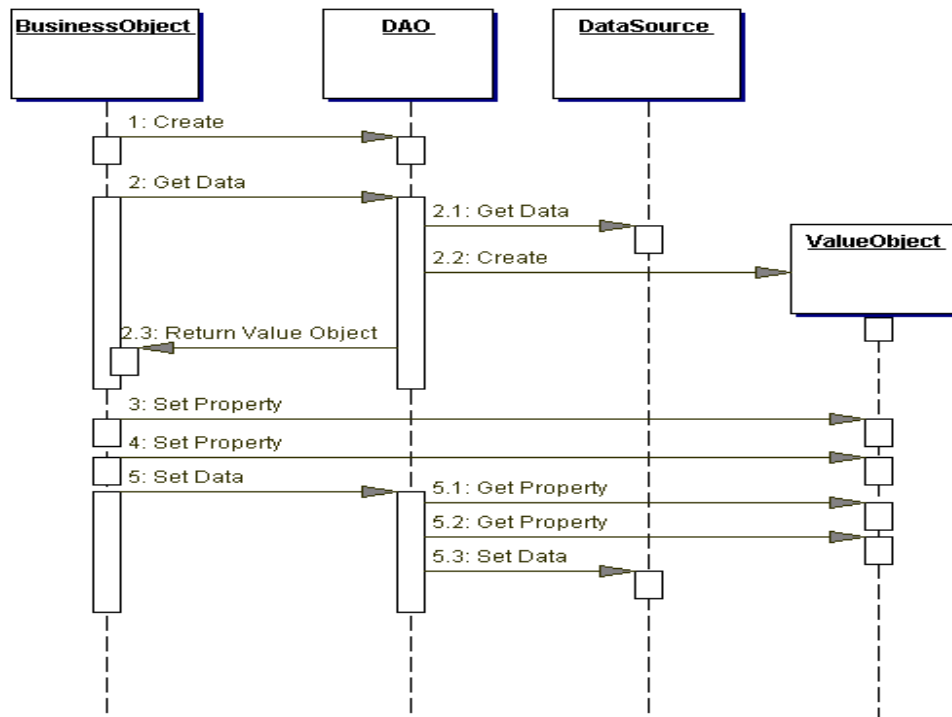 BusinessObject
DAO
DataSource
1: Create
2: Get Data
2.1: Get Data
ValueObject
2.2: Create
2.3: Return Value Object
3: Set Property
4: Set Property
5: Set Data
5.1: Get Property
5.2: Get Property
5.3: Set Data